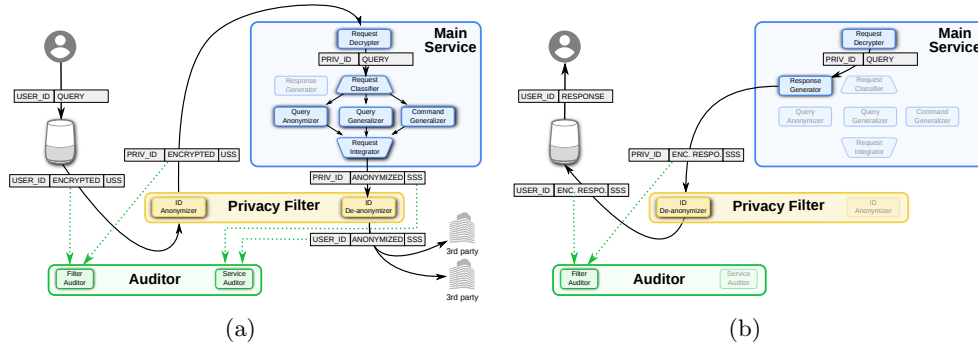 Main
Service
Request
Decrypter
PRIV_ID QUERY
Response
Generator
Request
Classifier
USER_ID QUERY
Query
Anonymizer
Query
Generalizer
Command
Generalizer
Request
Integrator
PRIV_ID ENCRYPTED USS
USER_ID ENCRYPTED USS
PRIV_ID ANONYMIZED SSS
ID
Anonymizer
Privacy Filter
ID
De-anonymizer
USER_ID ANONYMIZED SSS
3rd party
Filter
Auditor
Auditor
Service
Auditor
3rd party
(a)
Main
Service
Request
Decrypter
PRIV_ID QUERY
Response
Generator
Request
Classifier
USER_ID RESPONSE
Query
Anonymizer
Query
Generalizer
Command
Generalizer
Request
Integrator
PRIV_ID ENC. RESPO. SSS
USER_ID ENC. RESPO. SSS
ID
De-anonymizer
Privacy Filter
ID
Anonymizer
Filter
Auditor
Auditor
Service
Auditor
(b)